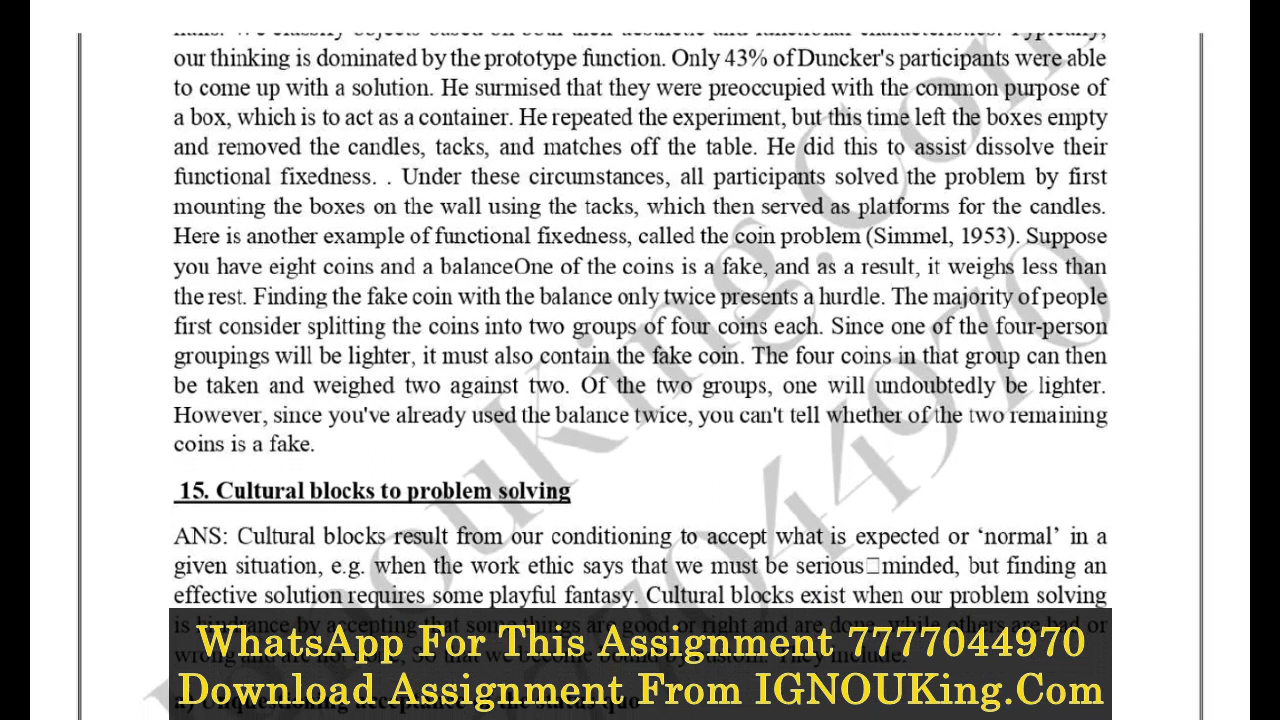 our thinking is dominated by the prototype function. Only 43% of Duncker's participants were able
to come up with a solution. He surmised that they were preoccupied with the common purpose of
a box, which is to act as a container. He repeated the experiment, but this time left the boxes empty
and removed the candles, tacks, and matches off the table. He did this to assist dissolve their
functional fixedness. . Under these circumstances, all participants solved the problem by first
mounting the boxes on the wall using the tacks, which then served as platforms for the candles.
Here is another example of functional fixedness, called the coin problem (Simmel, 1953). Suppose
you have eight coins and a balanceOne of the coins is a fake, and as a result, it weighs less than
the rest. Finding the fake coin with the balance only twice presents a hurdle. The majority of people
first consider splitting the coins into two groups of four coins each. Since one of the four-person
groupings will be lighter, it must also contain the fake coin. The four coins in that group can then
be taken and weighed two against two. Of the two groups, one will undoubtedly be lighter.
However, since you've already used the balance twice, you can't tell whether of the two remaining
coins is a fake.
15. Cultural blocks to problem solving
ANS: Cultural blocks result from our conditioning to accept what is expected or ‘normal’ in a
given situation, e.g. when the work ethic says that we must be serious□minded, but finding an
effective solution requires some playful fantasy. Cultural blocks exist when our problem solving
WhatsApp For This Assignment 7777044970
Download Assignment From IGNOUKing.Com